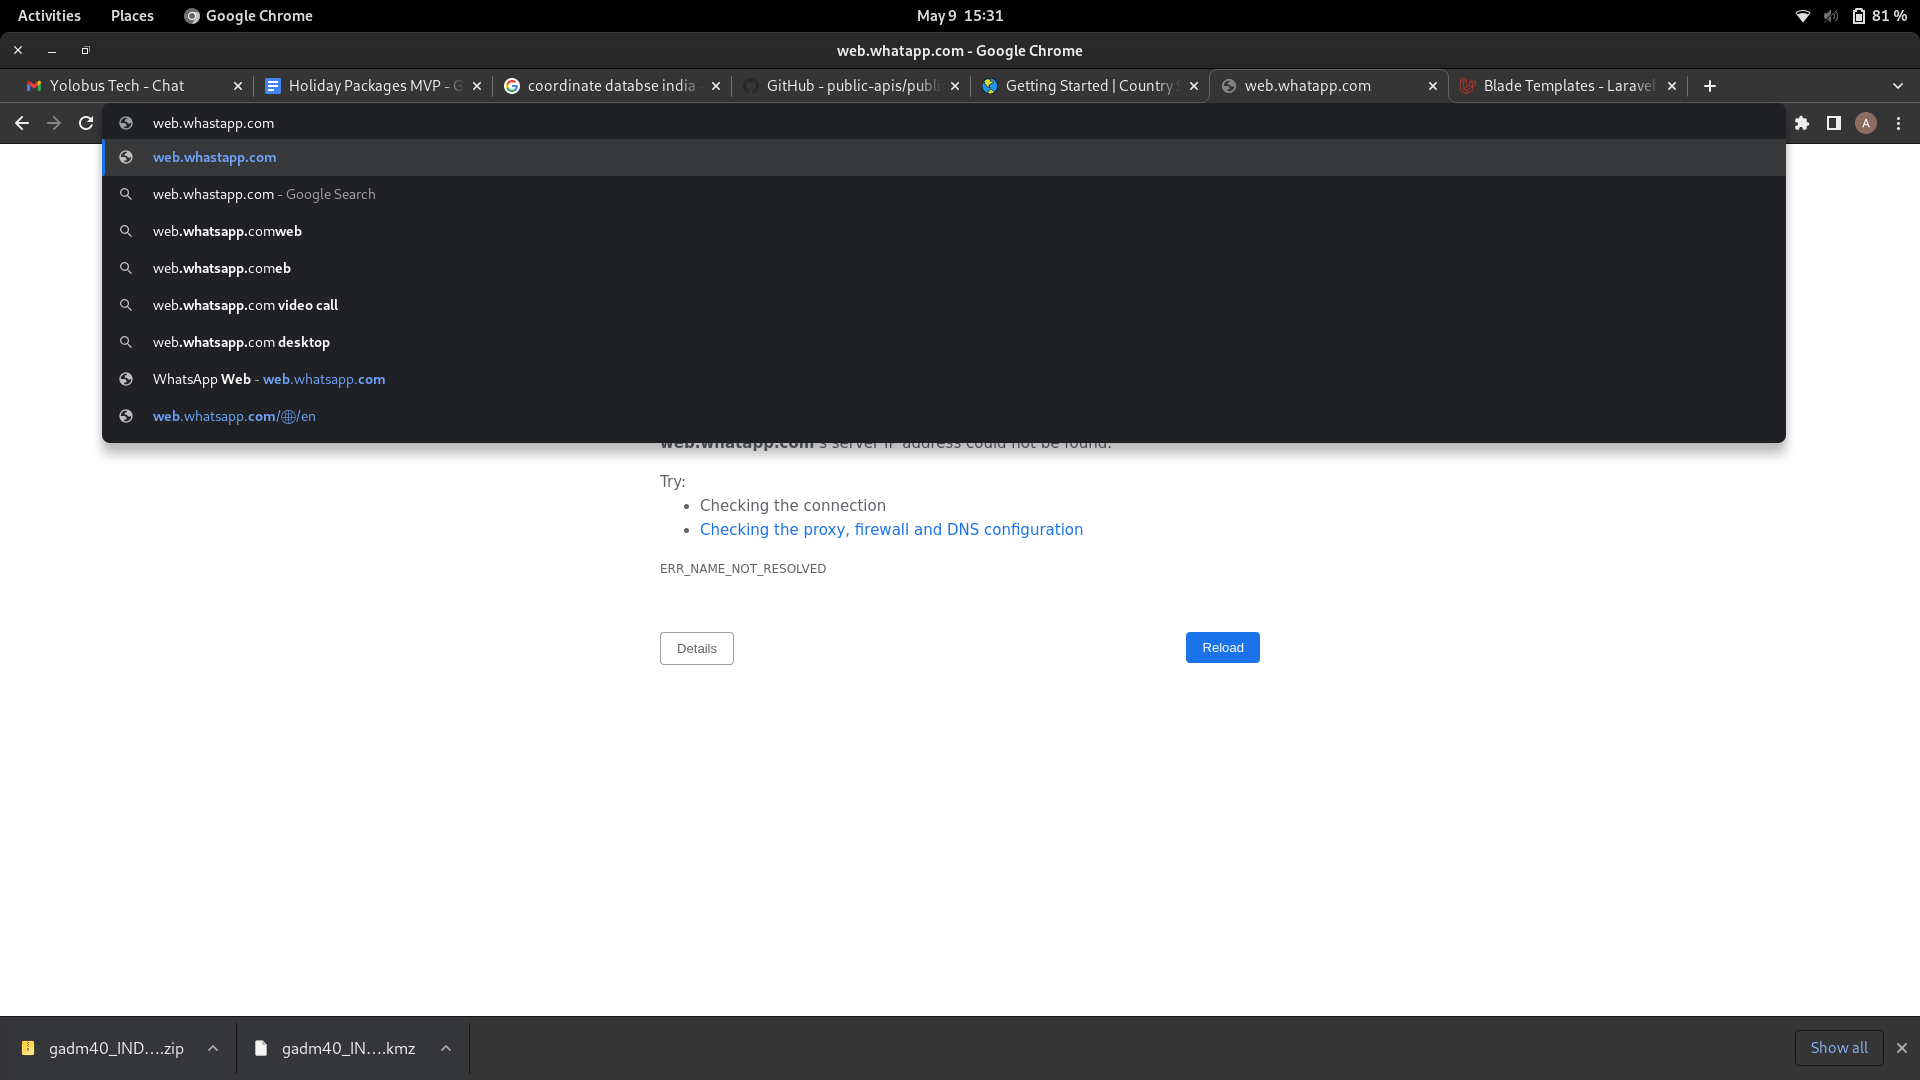 Activities Places Google Chrome May 9 15:31 81 %
web.whatapp.com - Google Chrome
Yolobus Tech - Chat Holiday Packages MVP - G coordinate databse india GitHub - public-apis/publi Getting Started | Country S web.whatapp.com Blade Templates - Laravel
web.whastapp.com A
web.whastapp.com
web.whastapp.com - Google Search
web.whatsapp.comweb
web.whatsapp.comeb
web.whatsapp.com video call
web.whatsapp.com desktop
WhatsApp Web - web.whatsapp.com
web.whatsapp.com/🌐/en
web.whatapp.com's server IP address could not be found.
Try:
• Checking the connection
• Checking the proxy, firewall and DNS configuration
ERR_NAME_NOT_RESOLVED
Details Reload
gadm40_IND....zip gadm40_IN....kmz Show all